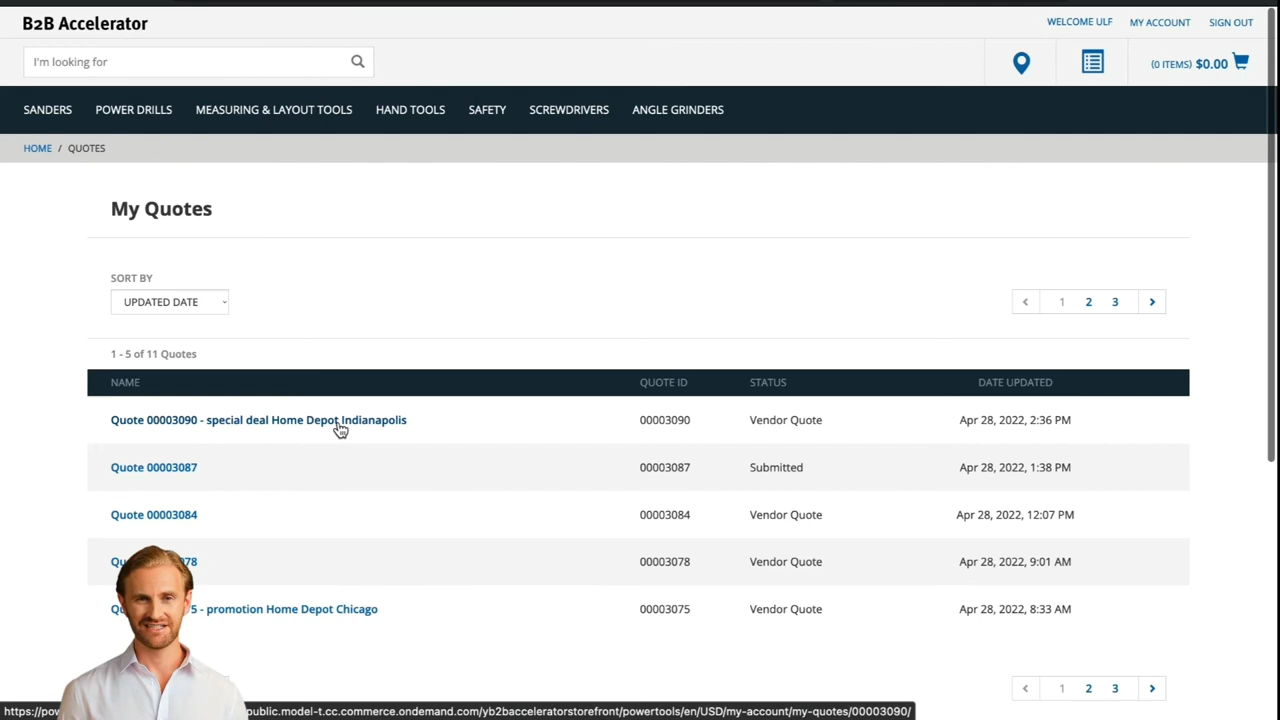 B2B Accelerator
WELCOME ULF MY ACCOUNT SIGN OUT
I'm looking for
(0 ITEMS) $0.00
SANDERS POWER DRILLS MEASURING & LAYOUT TOOLS HAND TOOLS SAFETY SCREWDRIVERS ANGLE GRINDERS
HOME / QUOTES
My Quotes
SORT BY
UPDATED DATE
1 2 3
1 - 5 of 11 Quotes
NAME QUOTE ID STATUS DATE UPDATED
Quote 00003090 - special deal Home Depot Indianapolis 00003090 Vendor Quote Apr 28, 2022, 2:36 PM
Quote 00003087 00003087 Submitted Apr 28, 2022, 1:38 PM
Quote 00003084 00003084 Vendor Quote Apr 28, 2022, 12:07 PM
78 00003078 Vendor Quote Apr 28, 2022, 9:01 AM
5 - promotion Home Depot Chicago 00003075 Vendor Quote Apr 28, 2022, 8:33 AM
1 2 3
https://pow public.model-t.cc.commerce.ondemand.com/yb2bacceleratorstorefront/powertools/en/USD/my-account/my-quotes/00003090/